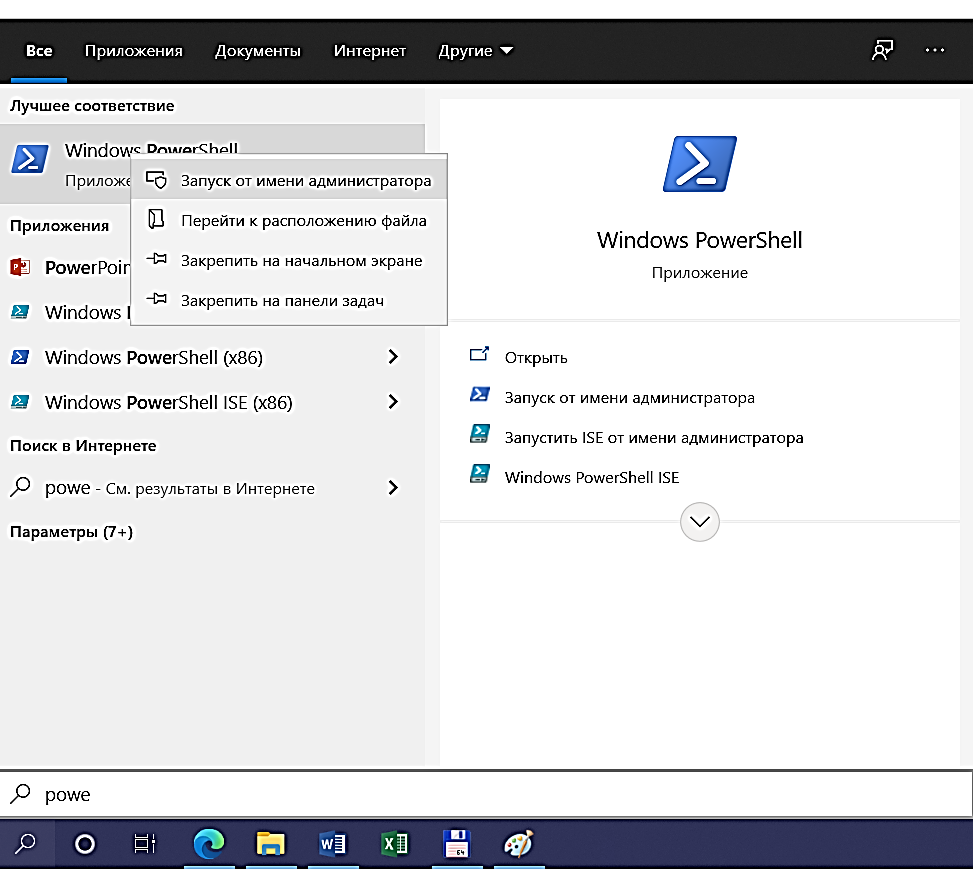 Все Приложения Документы Интернет Другие
Лучшее соответствие
Windows PowerShell
Приложе
Запуск от имени администратора
Перейти к расположению файла
Закрепить на начальном экране
Закрепить на панели задач
Приложения
PowerPoin
Windows
Windows PowerShell (x86)
Windows PowerShell ISE (x86)
Поиск в Интернете
powe - См. результаты в Интернете
Параметры (7+)
Windows PowerShell
Приложение
Открыть
Запуск от имени администратора
Запустить ISE от имени администратора
Windows PowerShell ISE
powe